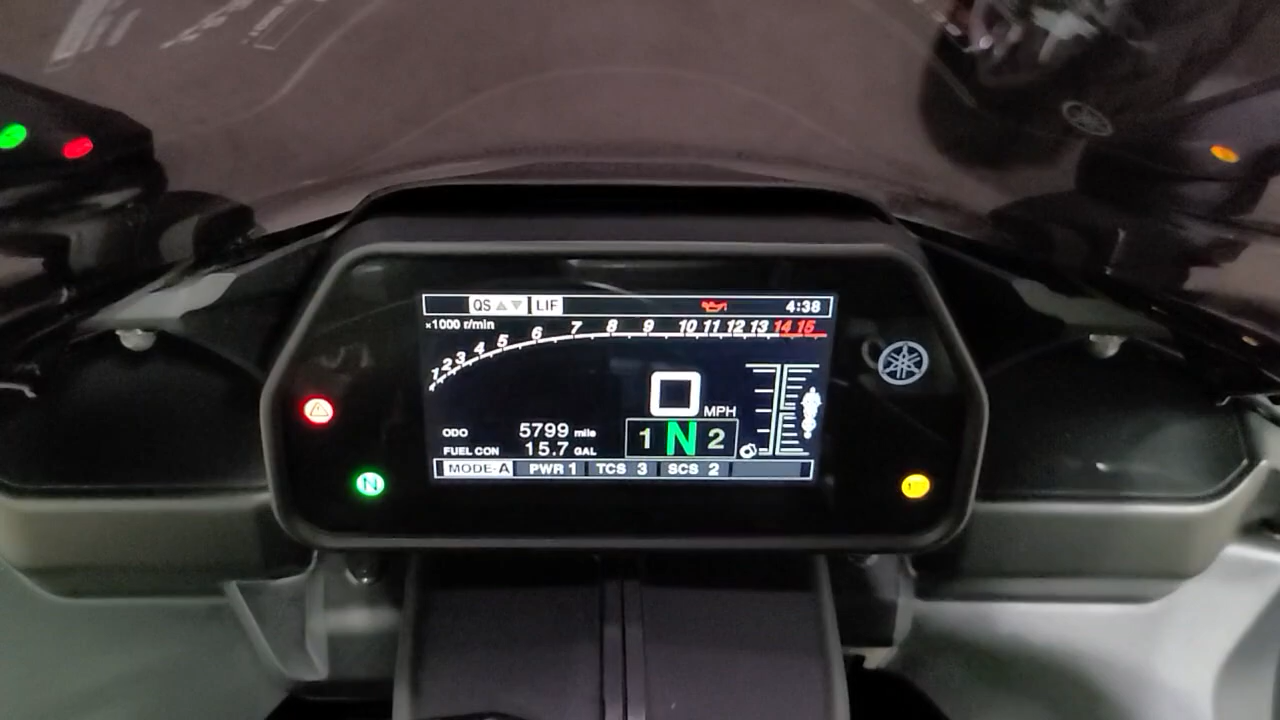 QS LIF 4:38
×1000 r/min
1 2 3 4 5 6 7 8 9 10 11 12 13 14 15
0 MPH
ODO 5799 mile
1 N 2
FUEL CON 15.7 GAL
MODE-A PWR 1 TCS 3 SCS 2
N